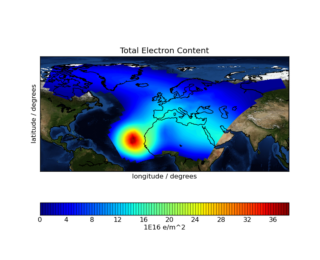 Total Electron Content
latitude / degrees
longitude / degrees
0 4 8 12 16 20 24 28 32 36
1E16 e/m^2